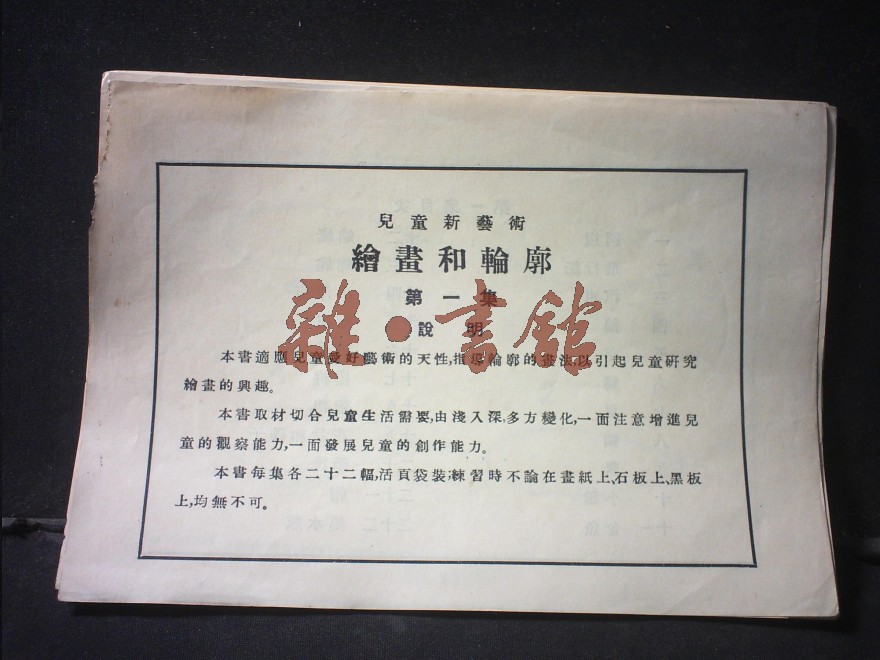 兒童新藝術
繪畫和輪廓
第一集
雜·書館
說明
本書適應兒童愛好藝術的天性,指導輪廓的畫法,以引起兒童研究
繪畫的興趣。
本書取材切合兒童生活需要,由淺入深,多方變化,一面注意增進兒
童的觀察能力,一面發展兒童的創作能力。
本書每集各二十二幅,活頁袋裝;練習時不論在畫紙上、石板上、黑板
上,均無不可。